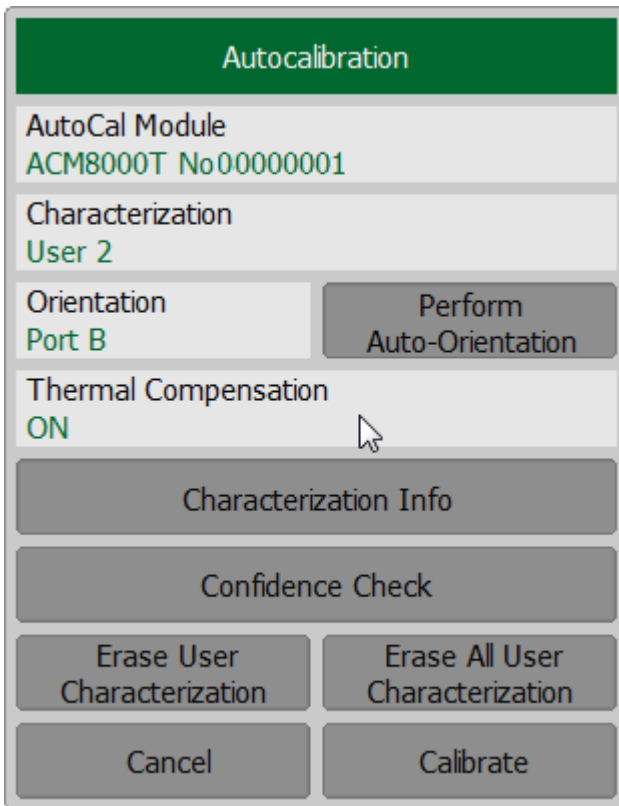 Autocalibration
AutoCal Module
ACM8000T No00000001
Characterization
User 2
Orientation
Port B
Perform
Auto-Orientation
Thermal Compensation
ON
Characterization Info
Confidence Check
Erase User
Characterization
Erase All User
Characterization
Cancel
Calibrate